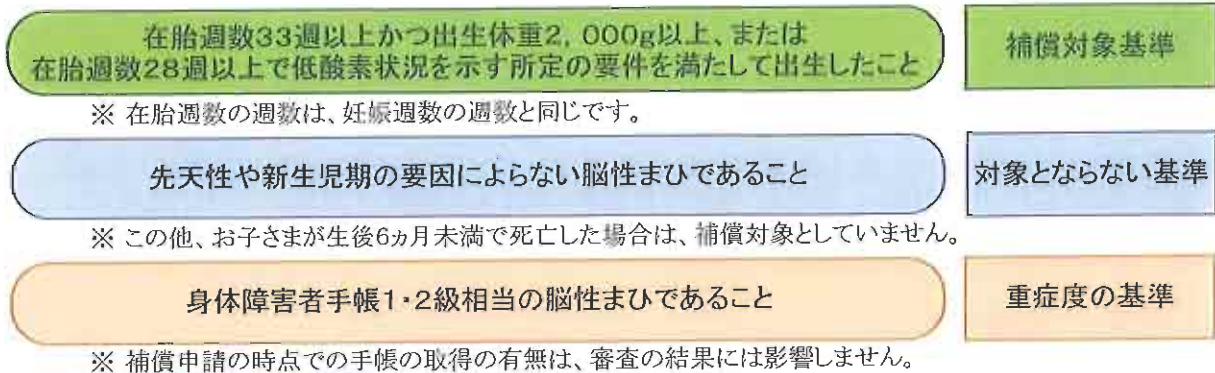 在胎週数33週以上かつ出生体重2，000g以上、または
在胎週数28週以上で低酸素状況を示す所定の要件を満たして出生したこと
補償対象基準
※ 在胎週数の週数は、妊娠週数の週数と同じです。
先天性や新生児期の要因によらない脳性まひであること
対象とならない基準
※ この他、お子さまが生後6ヵ月未満で死亡した場合は、補償対象としていません。
身体障害者手帳1・2級相当の脳性まひであること
重症度の基準
※ 補償申請の時点での手帳の取得の有無は、審査の結果には影響しません。